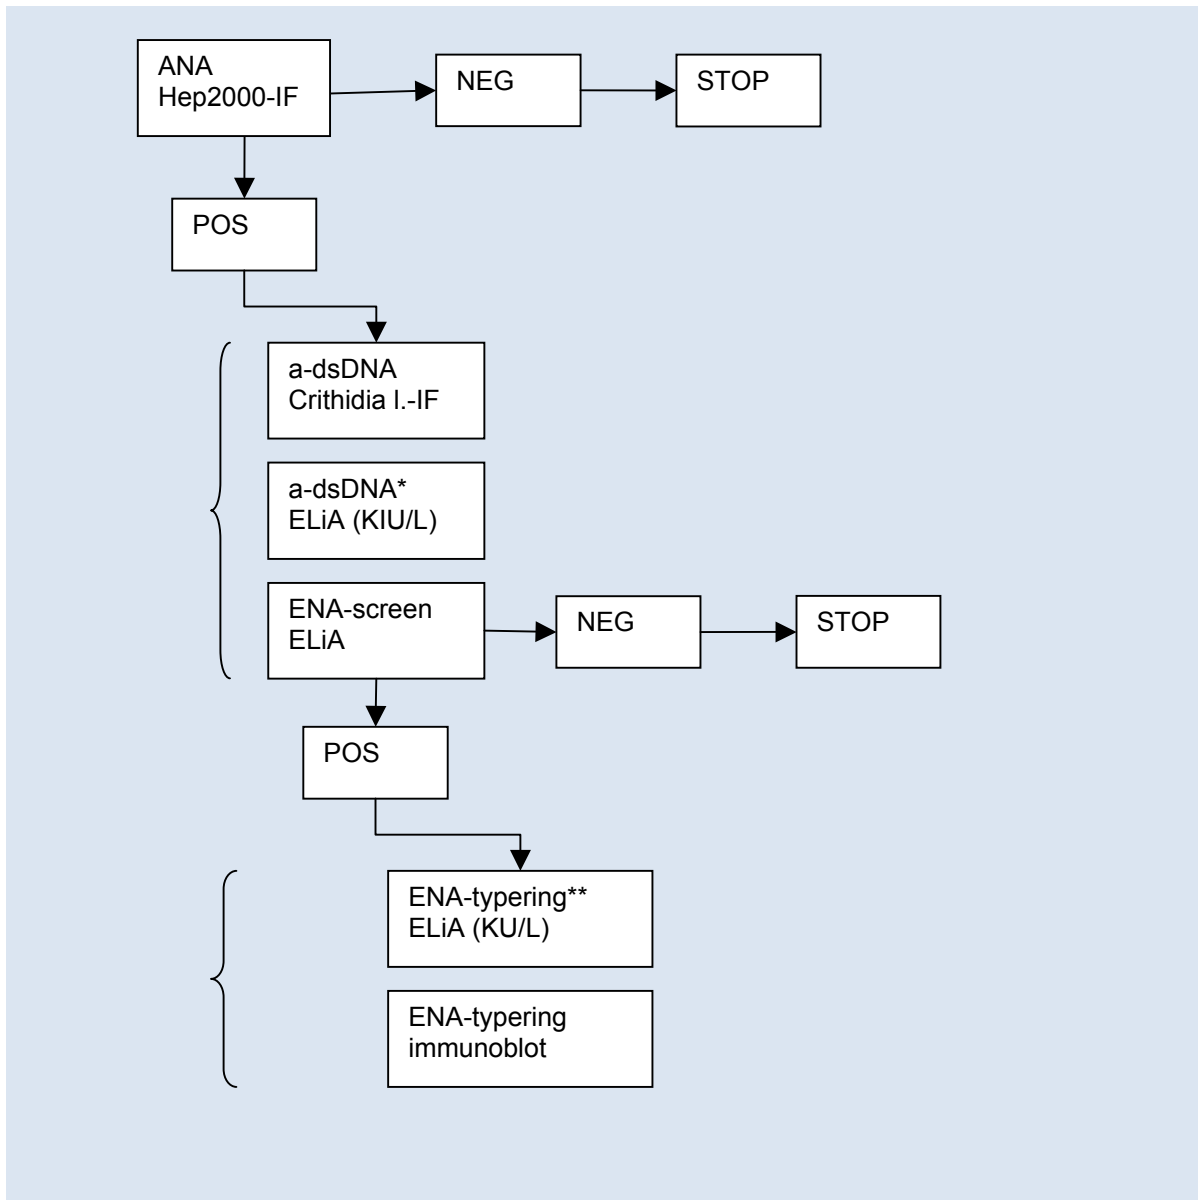 ANA
Hep2000-IF
NEG
STOP
POS
a-dsDNA
Crithidia l.-IF
a-dsDNA*
ELiA (KIU/L)
ENA-screen
ELiA
NEG
STOP
POS
ENA-typering**
ELiA (KU/L)
ENA-typering
immunoblot